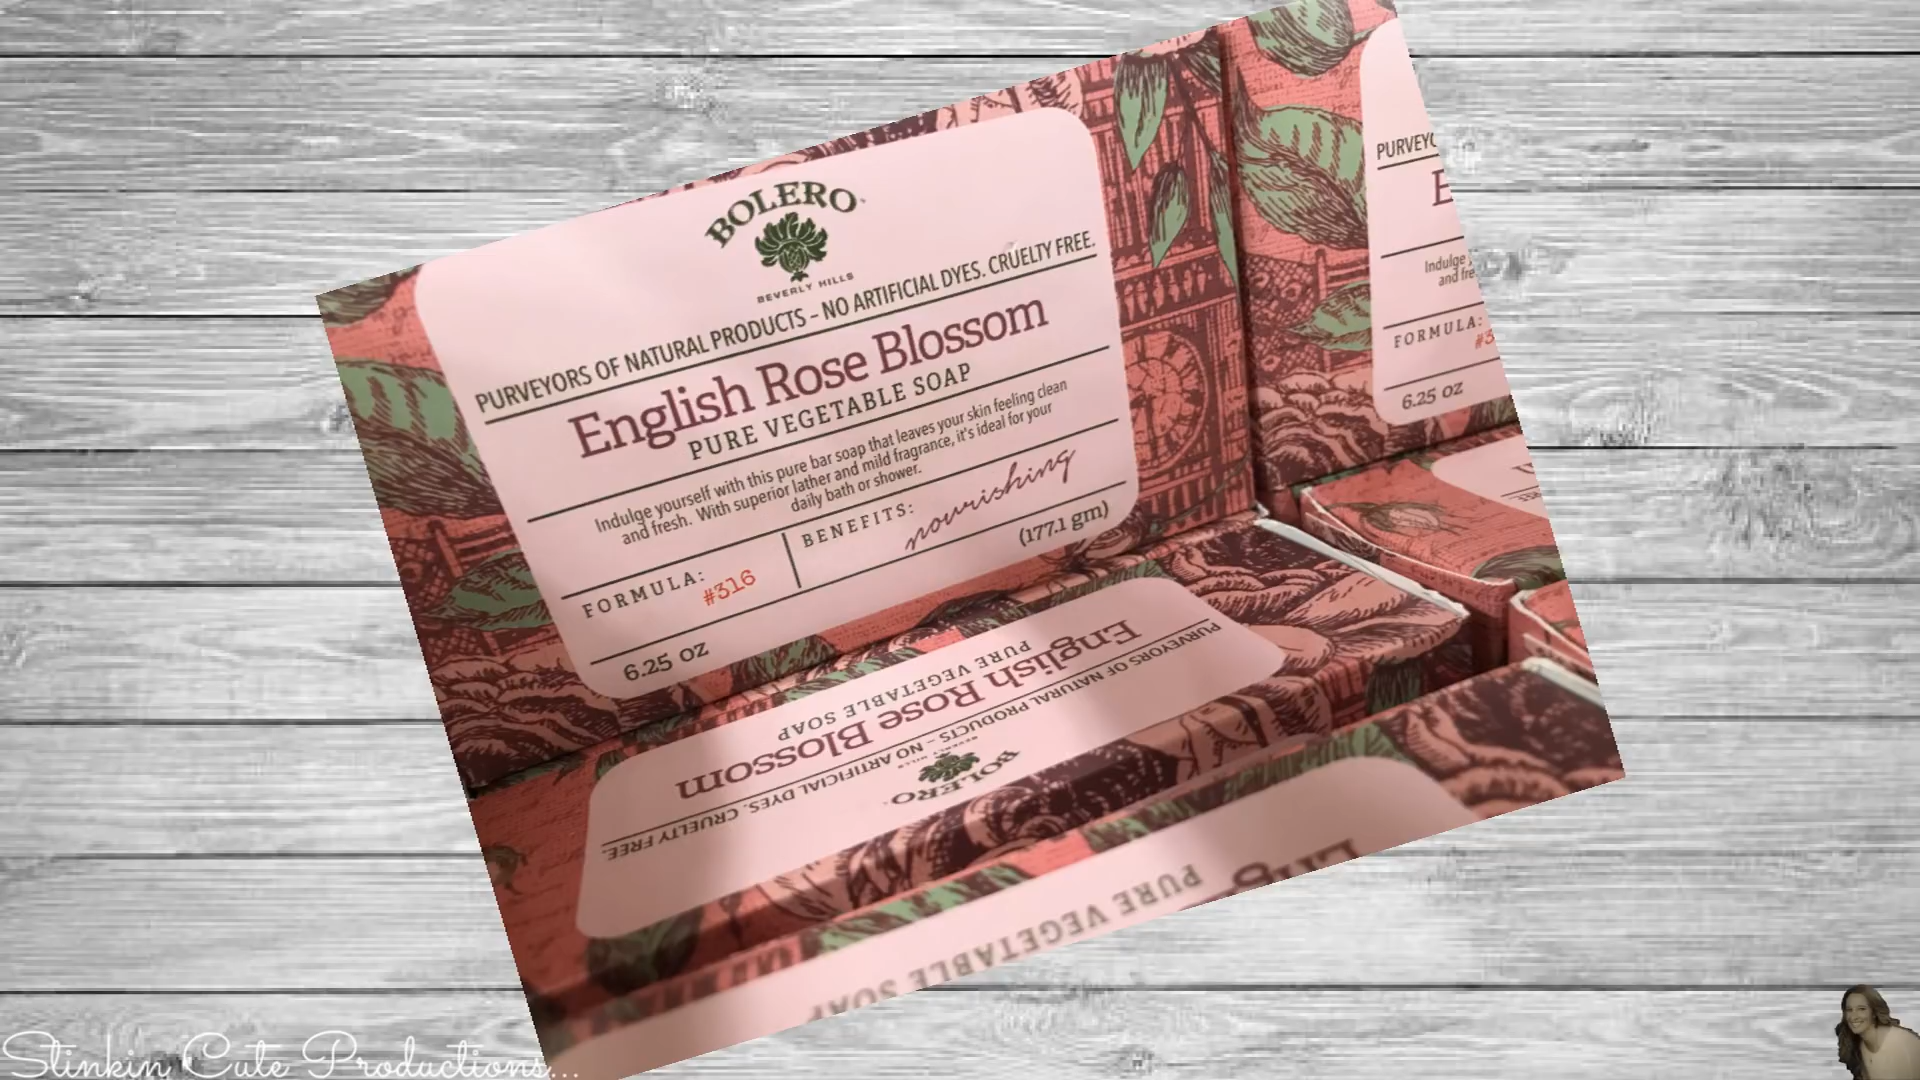 BOLERO
BEVERLY HILLS
PURVEYORS OF NATURAL PRODUCTS – NO ARTIFICIAL DYES. CRUELTY FREE.
English Rose Blossom
PURE VEGETABLE SOAP
Indulge yourself with this pure bar soap that leaves your skin feeling clean
and fresh. With superior lather and mild fragrance, it's ideal for your
daily bath or shower.
FORMULA:
#316
BENEFITS:
nourishing
6.25 oz
(177.1 gm)
Indulge
and
FORMULA:
6.25 oz
BOLERO
BEVERLY HILLS
PURVEYORS OF NATURAL PRODUCTS – NO ARTIFICIAL DYES. CRUELTY FREE.
English Rose Blossom
PURE VEGETABLE SOAP
PURE VEGETABLE SOAP
Stinkin Cute Productions...